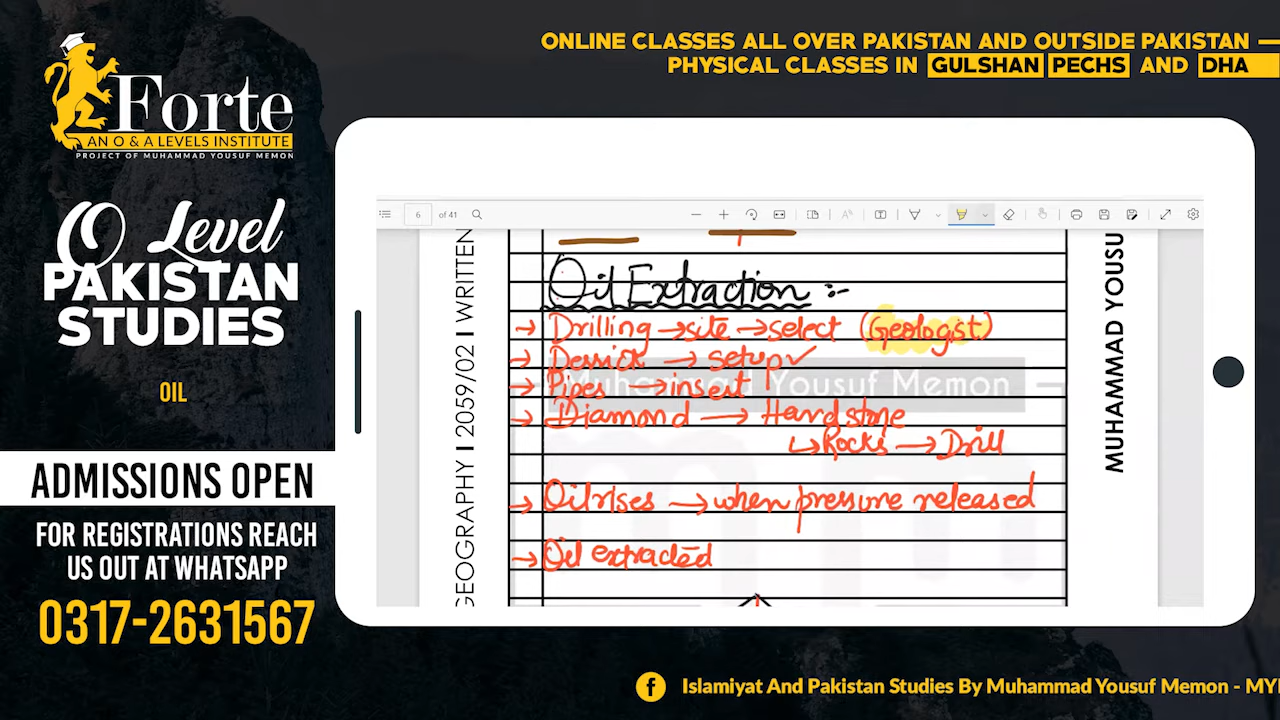 Forte
AN O & A LEVELS INSTITUTE
PROJECT OF MUHAMMAD YOUSUF MEMON
O Level
PAKISTAN
STUDIES
OIL
ADMISSIONS OPEN
FOR REGISTRATIONS REACH
US OUT AT WHATSAPP
0317-2631567
ONLINE CLASSES ALL OVER PAKISTAN AND OUTSIDE PAKISTAN —
PHYSICAL CLASSES IN GULSHAN PECHS AND DHA
6 of 41
GEOGRAPHY I 2059/02 I WRITTEN
Oil Extraction :-
→ Drilling → site → select (Geologist)
→ Derrick → setup ✓
→ Pipes → insert
Muhammad Yousuf Memon
→ Diamond → Hard stone
↳ Rocks → Drill
→ Oil rises → when pressure released
→ Oil extracted
MUHAMMAD YOUSU
f Islamiyat And Pakistan Studies By Muhammad Yousuf Memon - MY